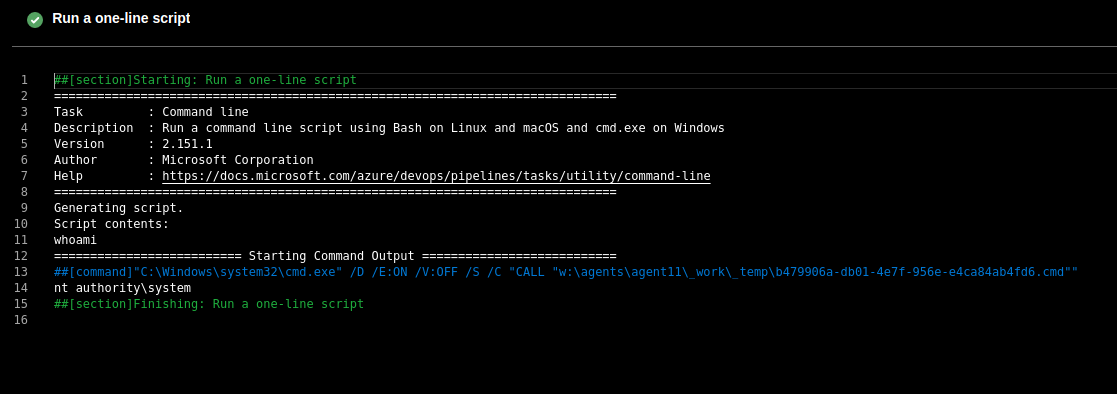 Run a one-line script
1 ##[section]Starting: Run a one-line script
2 ==============================================================================
3 Task         : Command line
4 Description  : Run a command line script using Bash on Linux and macOS and cmd.exe on Windows
5 Version      : 2.151.1
6 Author       : Microsoft Corporation
7 Help         : https://docs.microsoft.com/azure/devops/pipelines/tasks/utility/command-line
8 ==============================================================================
9 Generating script.
10 Script contents:
11 whoami
12 ========================== Starting Command Output ===========================
13 ##[command]"C:\Windows\system32\cmd.exe" /D /E:ON /V:OFF /S /C "CALL "w:\agents\agent11\_work\_temp\b479906a-db01-4e7f-956e-e4ca84ab4fd6.cmd""
14 nt authority\system
15 ##[section]Finishing: Run a one-line script
16